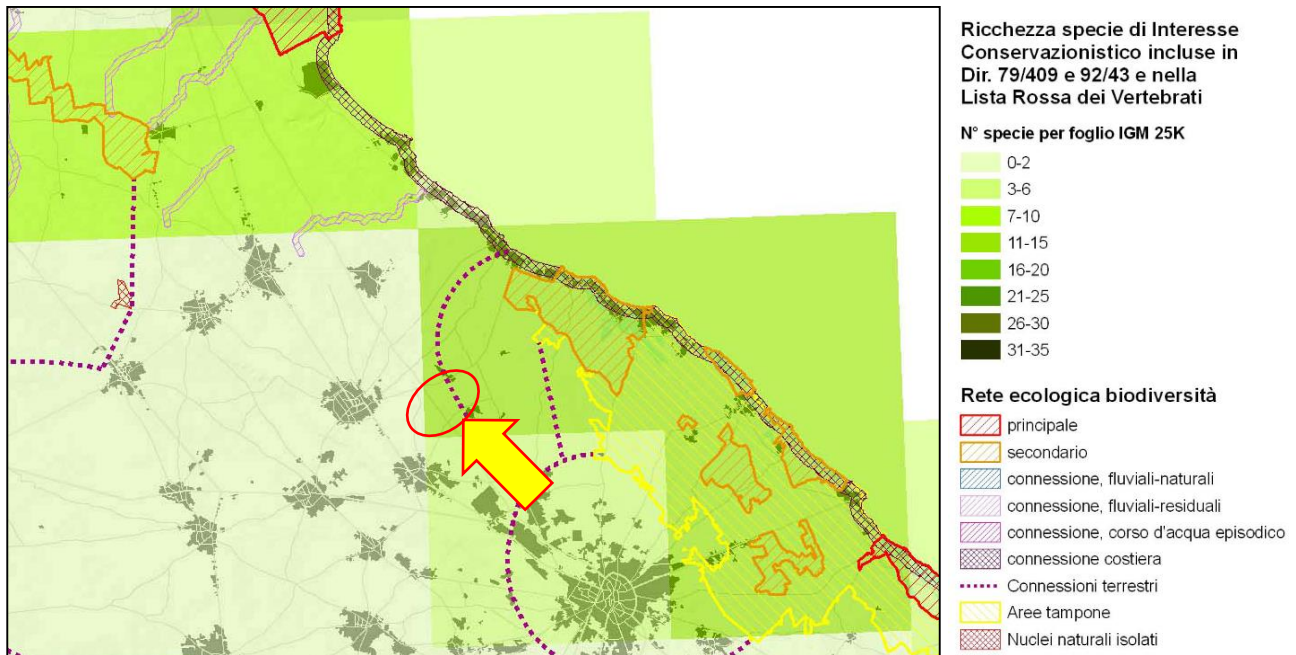 Ricchezza specie di Interesse
Conservazionistico incluse in
Dir. 79/409 e 92/43 e nella
Lista Rossa dei Vertebrati
N° specie per foglio IGM 25K
0-2
3-6
7-10
11-15
16-20
21-25
26-30
31-35
Rete ecologica biodiversità
principale
secondario
connessione, fluviali-naturali
connessione, fluviali-residuali
connessione, corso d'acqua episodico
connessione costiera
Connessioni terrestri
Aree tampone
Nuclei naturali isolati